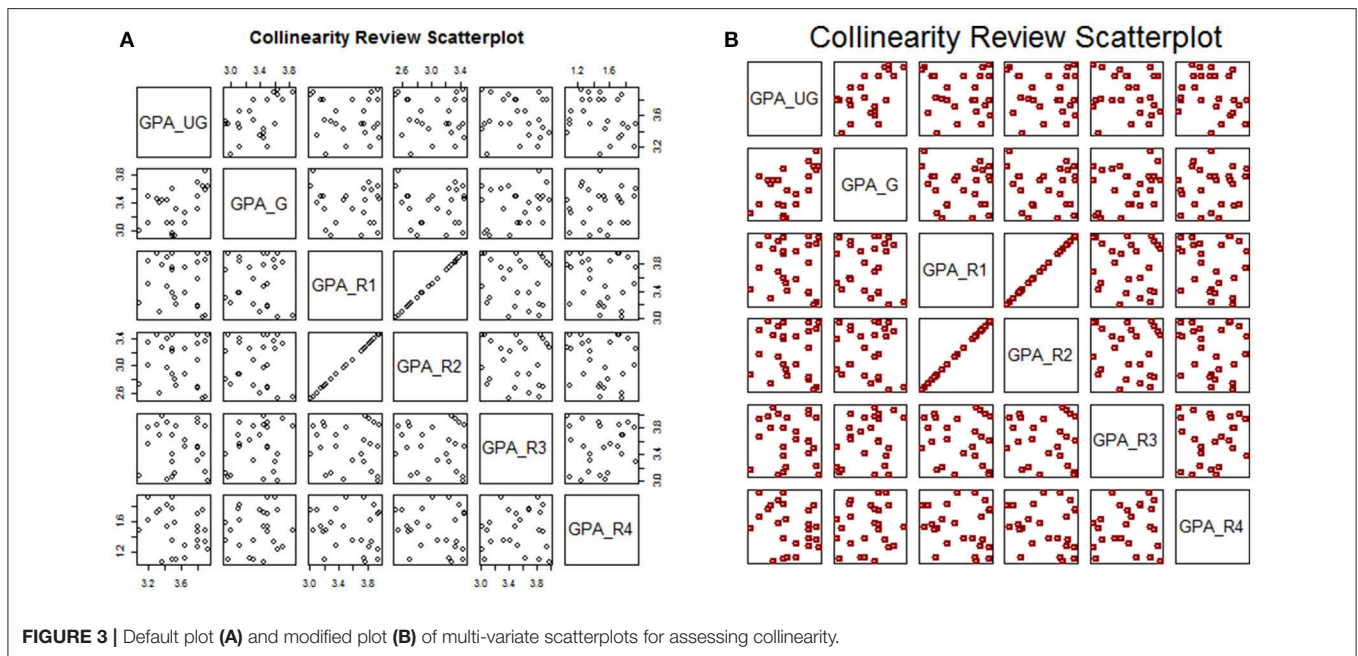 A
Collinearity Review Scatterplot
3.0 3.4 3.8
2.6 3.0 3.4
1.2 1.6
GPA_UG
3.2 3.6
3.0 3.4 3.8
GPA_G
GPA_R1
3.0 3.4 3.8
2.6 3.0 3.4
GPA_R2
GPA_R3
3.0 3.4 3.8
1.2 1.6
GPA_R4
3.2 3.6
3.0 3.4 3.8
3.0 3.4 3.8
B
Collinearity Review Scatterplot
GPA_UG
GPA_G
GPA_R1
GPA_R2
GPA_R3
GPA_R4
FIGURE 3 | Default plot (A) and modified plot (B) of multi-variate scatterplots for assessing collinearity.